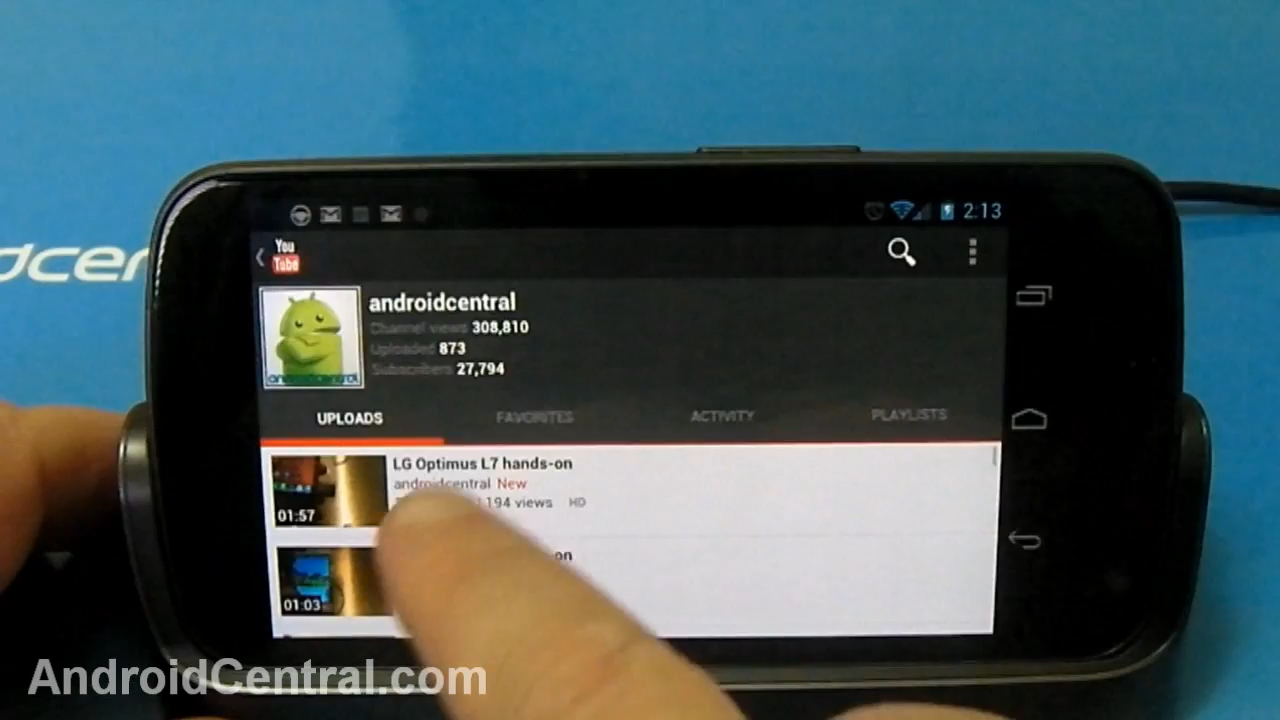 2:13
You
Tube
androidcentral
Channel views 308,810
Uploaded 873
Subscribers 27,794
androidcentral
UPLOADS FAVORITES ACTIVITY PLAYLISTS
LG Optimus L7 hands-on
androidcentral New
194 views HD
01:57
01:03
AndroidCentral.com